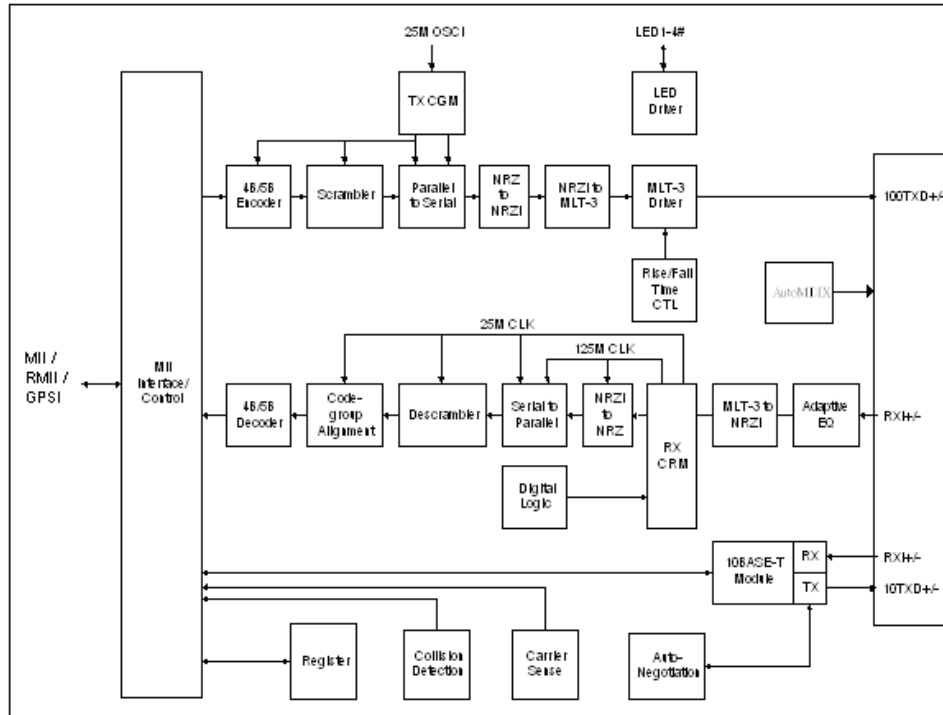 25M OSCI
LED1-4#
TX CGM
LED
Driver
4B/5B
Encoder
Scrambler
Parallel
to Serial
NRZ
to
NRZI
NRZI to
MLT-3
MLT-3
Driver
100TXD+/-
Rise/Fall
Time
CTL
AutoMDIX
25M CLK
125M CLK
MII /
RMII /
GPSI
MII
Interface/
Control
4B/5B
Decoder
Code-
group
Alignment
Descrambler
Serial to
Parallel
NRZI
to
NRZ
RX
CRM
MLT-3 to
NRZI
Adaptive
EQ
RXI+/-
Digital
Logic
10BASE-T
Module
RX
TX
RXI+/-
10TXD+/-
Register
Collision
Detection
Carrier
Sense
Auto-
Negotiation